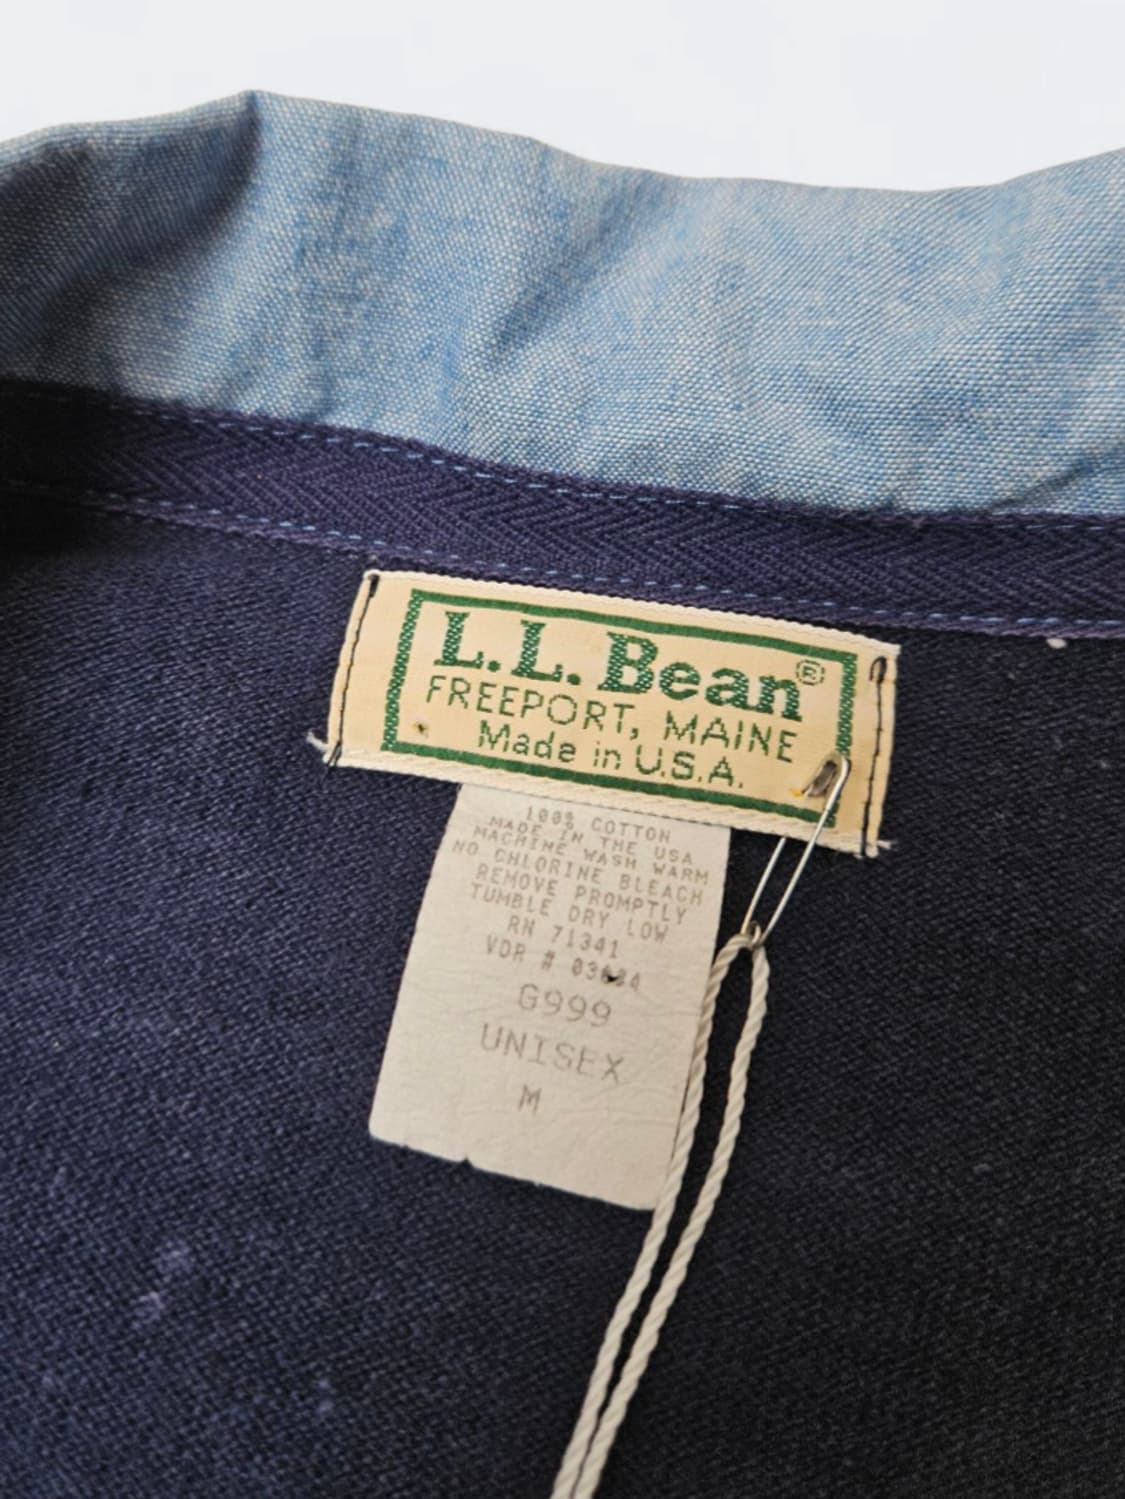 L.L.Bean®
FREEPORT, MAINE
Made in U.S.A.
100% COTTON
MADE IN THE USA
MACHINE WASH WARM
NO CHLORINE BLEACH
REMOVE PROMPTLY
TUMBLE DRY LOW
RN 71341
VDR #
G999
UNISEX
M